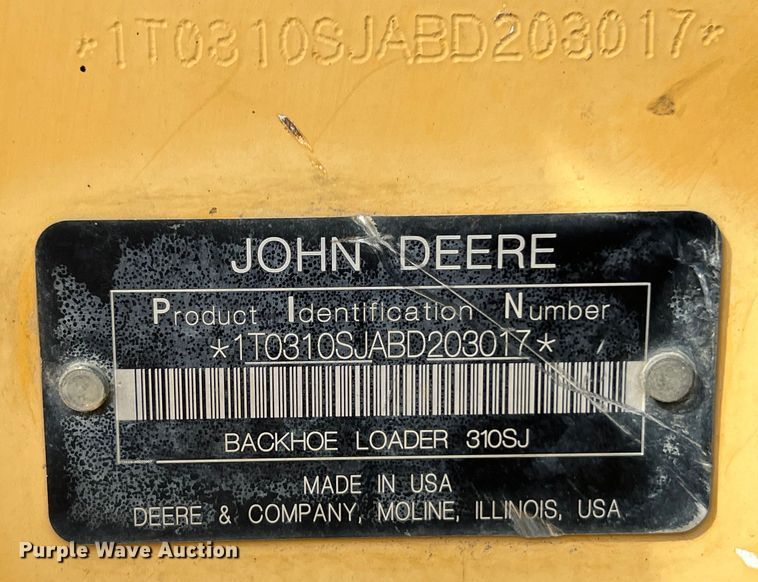 *1T0310SJABD203017*
JOHN DEERE
Product Identification Number
*1T0310SJABD203017*
BACKHOE LOADER 310SJ
MADE IN USA
DEERE & COMPANY, MOLINE, ILLINOIS, USA
Purple Wave Auction